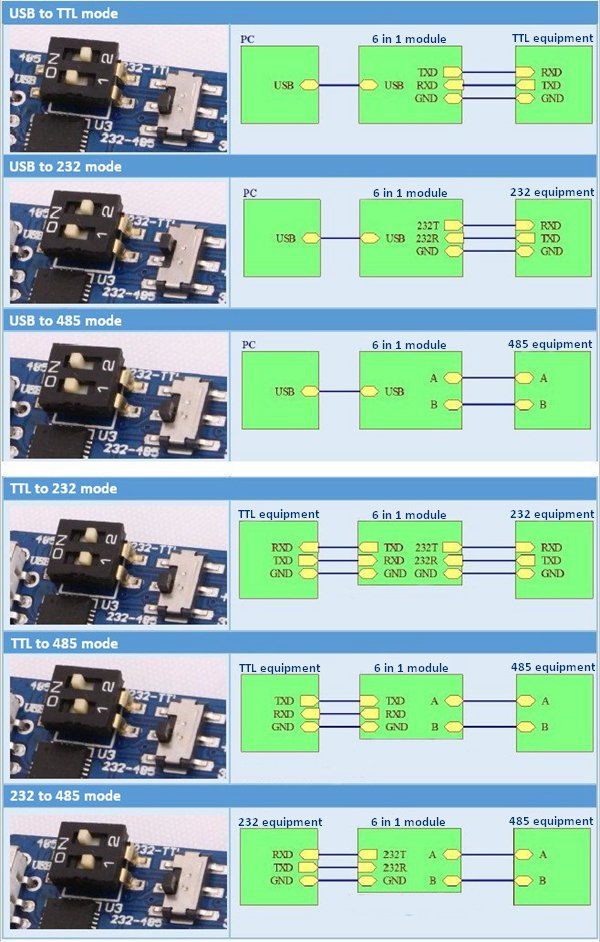 USB to TTL mode
485 ON 2 232-TTL
USB 1
U3
232-485
PC 6 in 1 module TTL equipment
TXD RXD
USB USB RXD TXD
GND GND
USB to 232 mode
485 ON 2 232-TTL
USB 1
U3
232-485
PC 6 in 1 module 232 equipment
232T RXD
USB USB 232R TXD
GND GND
USB to 485 mode
485 ON 2 232-TTL
USB 1
U3
232-485
PC 6 in 1 module 485 equipment
A A
USB USB
B B
TTL to 232 mode
485 ON 2 232-TTL
USB 1
U3
232-485
TTL equipment 6 in 1 module 232 equipment
RXD TXD 232T RXD
TXD RXD 232R TXD
GND GND GND GND
TTL to 485 mode
485 ON 2 232-TTL
USB 1
U3
232-485
TTL equipment 6 in 1 module 485 equipment
TXD TXD A A
RXD RXD
GND GND B B
232 to 485 mode
485 ON 2 232-TTL
USB 1
U3
232-485
232 equipment 6 in 1 module 485 equipment
RXD 232T A A
TXD 232R
GND GND B B